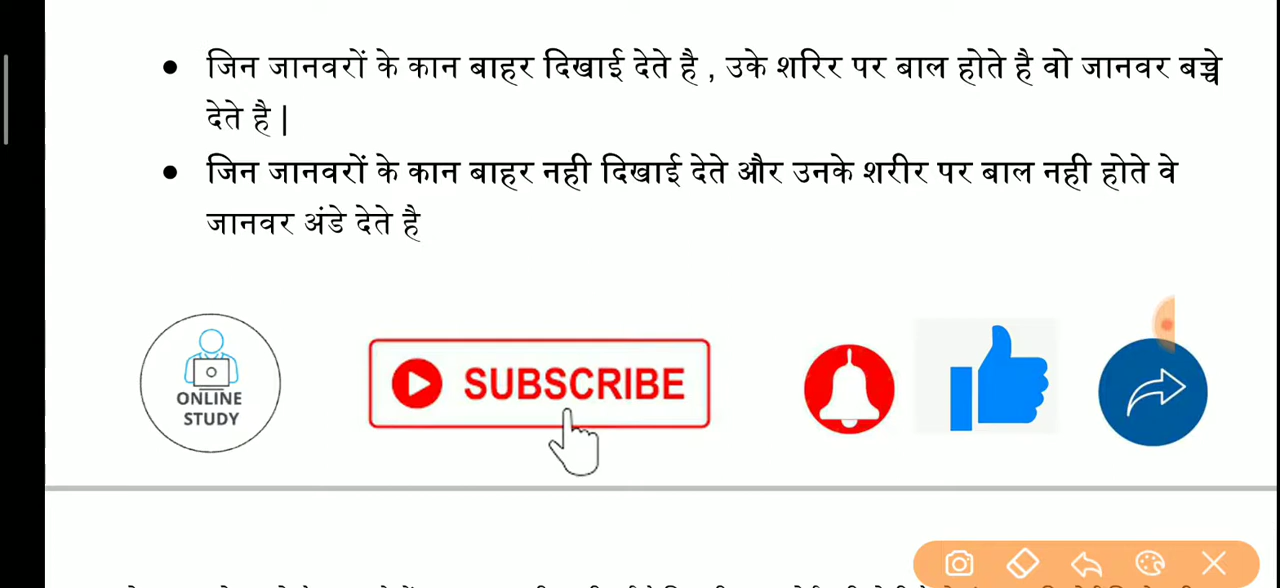 जिन जानवरों के कान बाहर दिखाई देते है , उके शरिर पर बाल होते है वो जानवर बच्चे
देते है |
जिन जानवरों के कान बाहर नही दिखाई देते और उनके शरीर पर बाल नही होते वे
जानवर अंडे देते है
ONLINE
STUDY
SUBSCRIBE